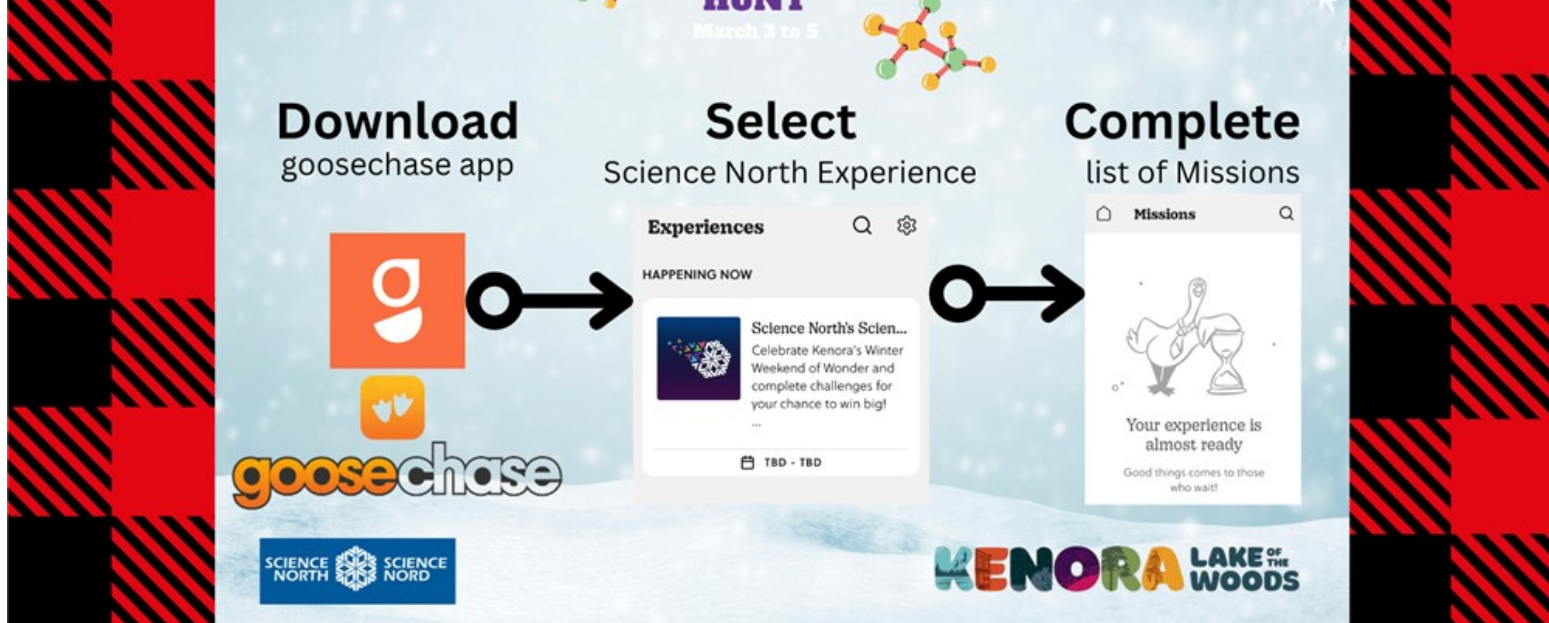 HUNT
March 3 to 5
Download
goosechase app
Select
Science North Experience
Complete
list of Missions
Experiences
HAPPENING NOW
Science North's Scien...
Celebrate Kenora's Winter
Weekend of Wonder and
complete challenges for
your chance to win big!
...
TBD - TBD
Missions
Your experience is
almost ready
Good things comes to those
who wait!
g
goosechase
SCIENCE NORTH
SCIENCE NORD
KENORA
LAKE OF THE
WOODS